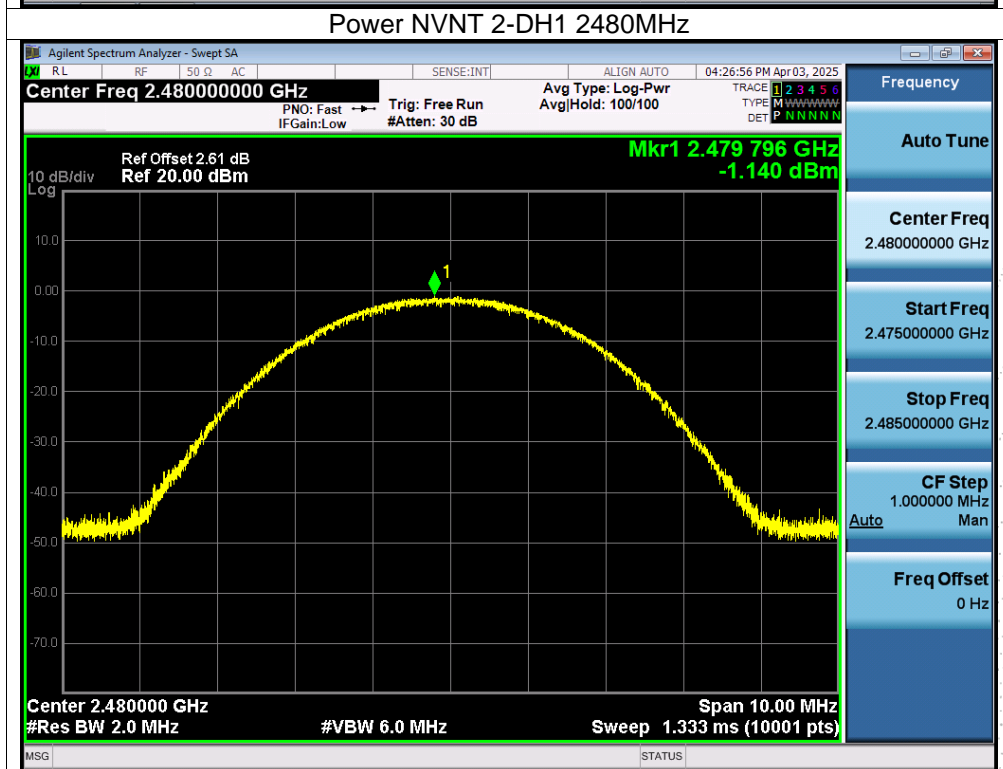 Power NVNT 2-DH1 2480MHz
Agilent Spectrum Analyzer - Swept SA
LXI RL RF 50 Ω AC SENSE:INT ALIGN AUTO 04:26:56 PM Apr 03, 2025
Center Freq 2.480000000 GHz
PNO: Fast
IFGain:Low
Trig: Free Run
#Atten: 30 dB
Avg Type: Log-Pwr
Avg|Hold: 100/100
TRACE 1 2 3 4 5 6
TYPE M WWWWW
DET P N N N N N
Frequency
Auto Tune
Center Freq
2.480000000 GHz
Start Freq
2.475000000 GHz
Stop Freq
2.485000000 GHz
CF Step
1.000000 MHz
Auto Man
Freq Offset
0 Hz
Mkr1 2.479 796 GHz
-1.140 dBm
Ref Offset 2.61 dB
10 dB/div Ref 20.00 dBm
Log
10.0
0.00
-10.0
-20.0
-30.0
-40.0
-50.0
-60.0
-70.0
1
Center 2.480000 GHz Span 10.00 MHz
#Res BW 2.0 MHz #VBW 6.0 MHz Sweep 1.333 ms (10001 pts)
MSG STATUS